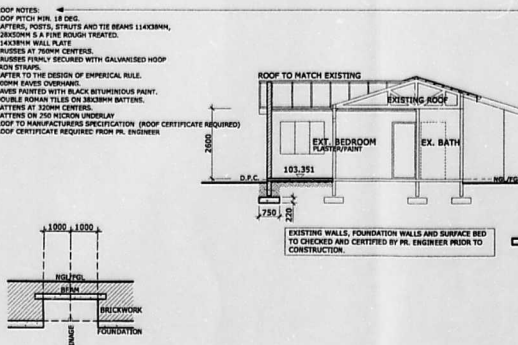 OOF NOTES:
OOF PITCH MIN. 18 DEG.
AFTERS, POSTS, STRUTS AND TIE BEAMS 114X38MM,
28X50MM S A PINE ROUGH TREATED.
14X38MM WALL PLATE
RUSSES AT 760MM CENTERS.
RUSSES FIRMLY SECURED WITH GALVANISED HOOP
RON STRAPS.
AFTER TO THE DESIGN OF EMPERICAL RULE.
00MM EAVES OVERHANG.
AVES PAINTED WITH BLACK BITUMINIOUS PAINT.
OUBLE ROMAN TILES ON 38X38MM BATTENS.
ATTENS AT 320MM CENTERS.
ATTENS ON 250 MICRON UNDERLAY
OOF TO MANUFACTURERS SPECIFICATION (ROOF CERTIFICATE REQUIRED)
OOF CERTIFICATE REQUIRED FROM PR. ENGINEER
ROOF TO MATCH EXISTING
EXISTING ROOF
2600
EXT. BEDROOM
PLASTER/PAINT
EX. BATH
103.351
D.P.C.
NGL/FGL
750
220
EXISTING WALLS, FOUNDATION WALLS AND SURFACE BED
TO CHECKED AND CERTIFIED BY PR. ENGINEER PRIOR TO
CONSTRUCTION.
1000 1000
NGL/FGL
BEAM
BRICKWORK
FOUNDATION
NAGE